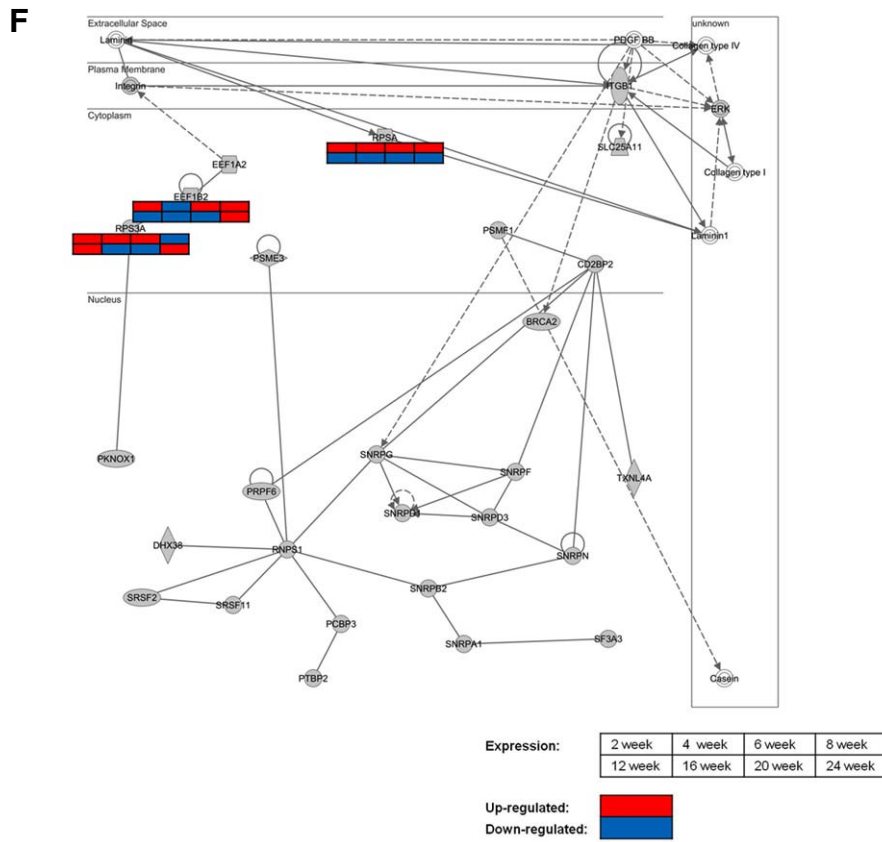 F
Extracellular Space
unknown
Laminin
PDGF BB
Collagen type IV
Plasma Membrane
Integrin
ITGB1
ERK
Cytoplasm
RPSA
SLC25A11
EEF1A2
Collagen type I
EEF1B2
RPS3A
PSMF1
Laminin1
PSME3
CD2BP2
Nucleus
BRCA2
PKNOX1
SNRPG
SNRPF
TXNL4A
PRPF6
SNRPD3
DHX38
RNPS1
SNRPN
SRSF2
SRSF11
SNRPB2
PCBP3
SNRPA1
SF3A3
PTBP2
Casein
Expression:
2 week 4 week 6 week 8 week
12 week 16 week 20 week 24 week
Up-regulated:
Down-regulated: